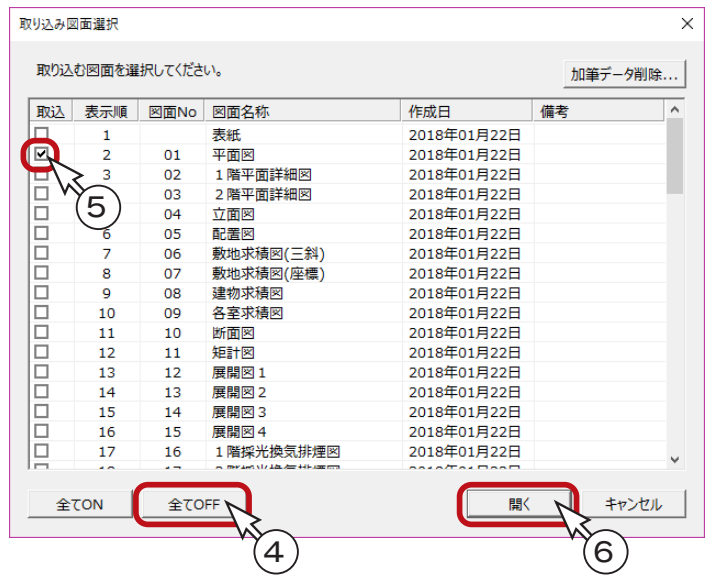 取り込み図面選択
取り込む図面を選択してください。
加筆データ削除...
取込 表示順 図面No 図面名称 作成日 備考
1 表紙 2018年01月22日
2 01 平面図 2018年01月22日
3 02 1階平面詳細図 2018年01月22日
03 2階平面詳細図 2018年01月22日
04 立面図 2018年01月22日
6 05 配置図 2018年01月22日
7 06 敷地求積図(三斜) 2018年01月22日
8 07 敷地求積図(座標) 2018年01月22日
9 08 建物求積図 2018年01月22日
10 09 各室求積図 2018年01月22日
11 10 断面図 2018年01月22日
12 11 矩計図 2018年01月22日
13 12 展開図1 2018年01月22日
14 13 展開図2 2018年01月22日
15 14 展開図3 2018年01月22日
16 15 展開図4 2018年01月22日
17 16 1階採光換気排煙図 2018年01月22日
全てON 全てOFF 開く キャンセル
5
4
6